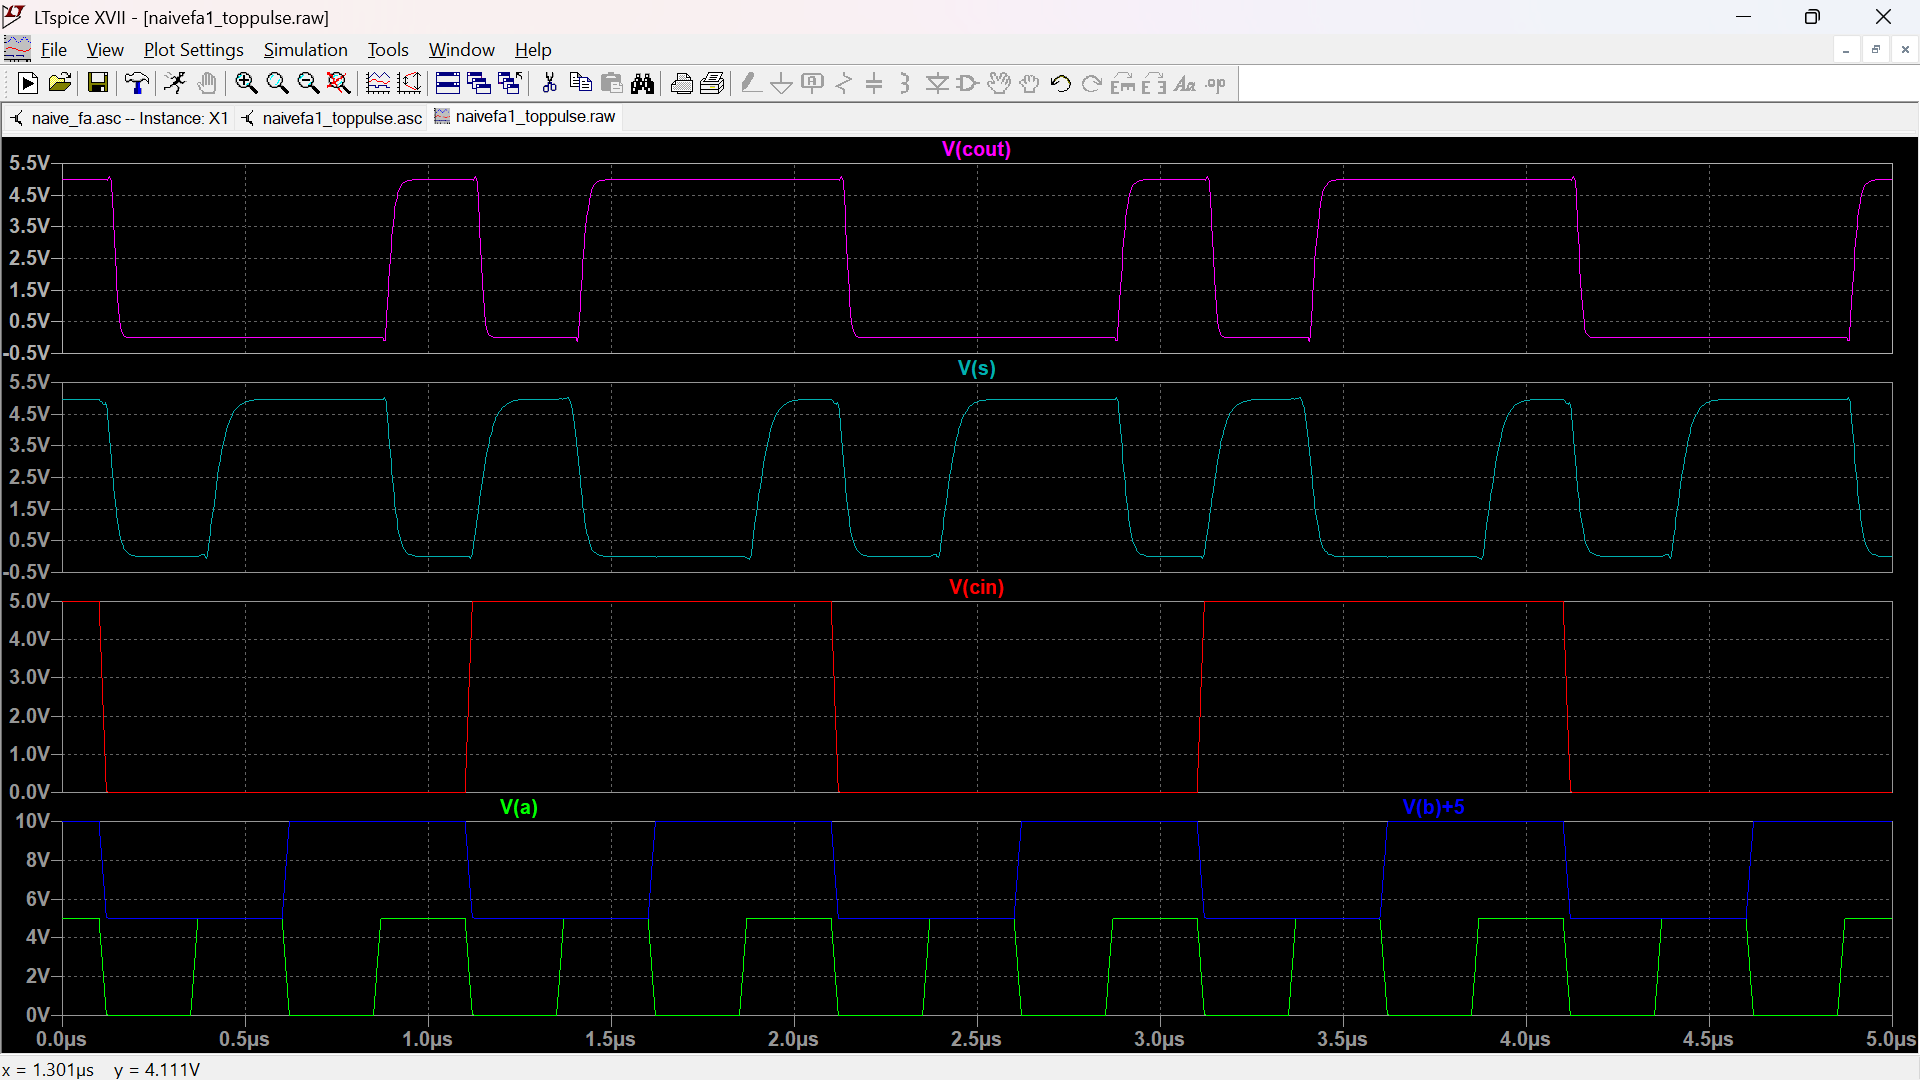 LTspice XVII - [naivefa1_toppulse.raw]
File View Plot Settings Simulation Tools Window Help
naive_fa.asc -- Instance: X1 naivefa1_toppulse.asc naivefa1_toppulse.raw
V(cout)
5.5V
4.5V
3.5V
2.5V
1.5V
0.5V
-0.5V
V(s)
5.5V
4.5V
3.5V
2.5V
1.5V
0.5V
-0.5V
V(cin)
5.0V
4.0V
3.0V
2.0V
1.0V
0.0V
V(a) V(b)+5
10V
8V
6V
4V
2V
0V
0.0µs 0.5µs 1.0µs 1.5µs 2.0µs 2.5µs 3.0µs 3.5µs 4.0µs 4.5µs 5.0µs
x = 1.301µs y = 4.111V